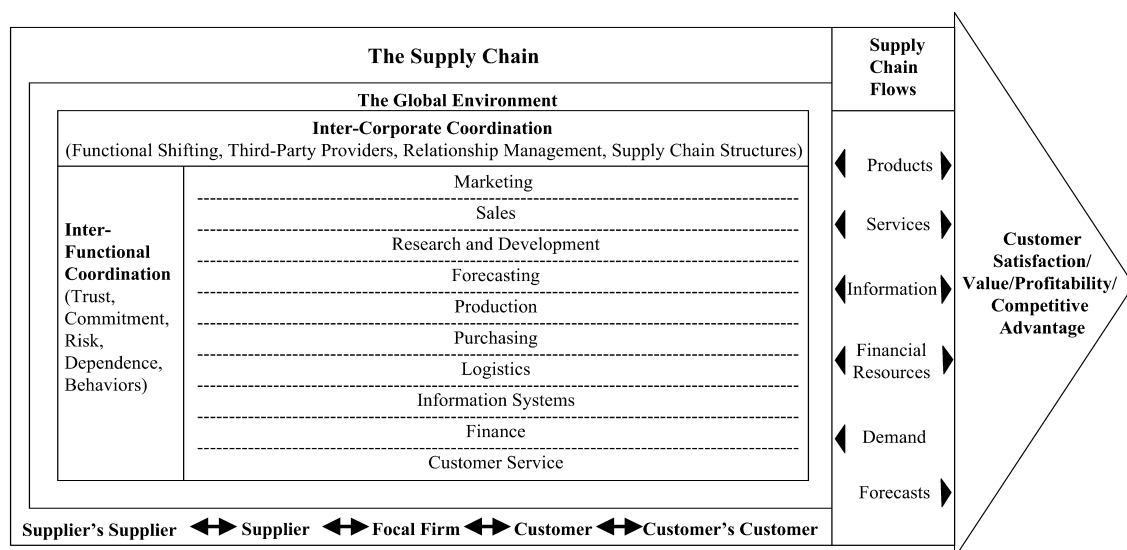 The Supply Chain
Supply
Chain
Flows
The Global Environment
Inter-Corporate Coordination
(Functional Shifting, Third-Party Providers, Relationship Management, Supply Chain Structures)
Inter-
Functional
Coordination
(Trust,
Commitment,
Risk,
Dependence,
Behaviors)
Marketing
Sales
Research and Development
Forecasting
Production
Purchasing
Logistics
Information Systems
Finance
Customer Service
Products
Services
Information
Financial
Resources
Demand
Forecasts
Customer
Satisfaction/
Value/Profitability/
Competitive
Advantage
Supplier's Supplier Supplier Focal Firm Customer Customer's Customer